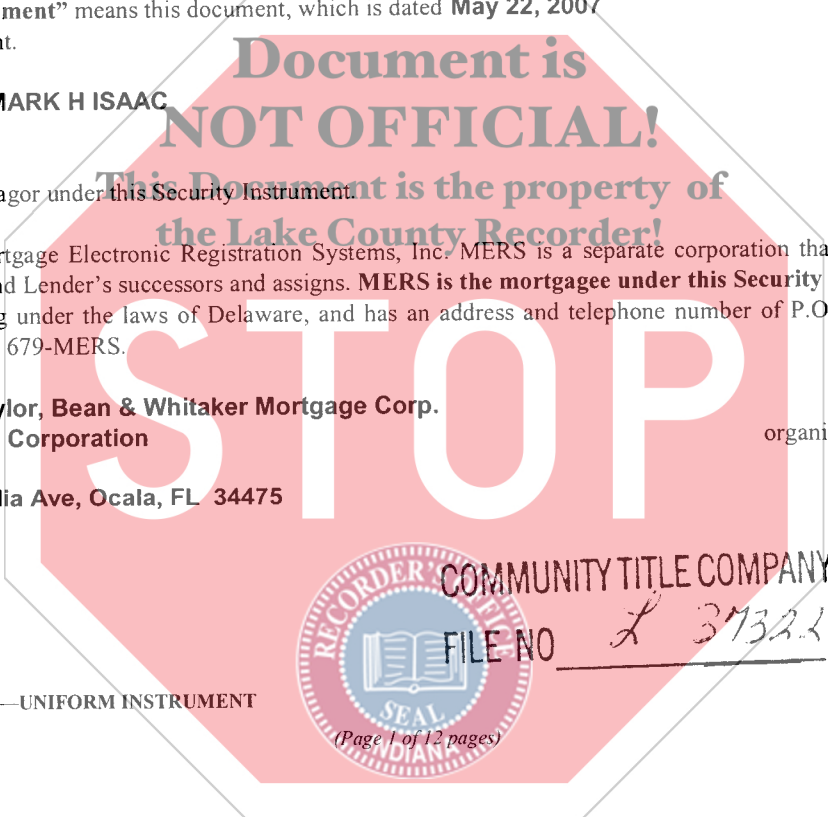 ment” means this document, which is dated May 22, 2007
nt.
Document is
MARK H ISAAC
NOT OFFICIAL!
This Document is the property of
agor under this Security Instrument.
the Lake County Recorder!
rtgage Electronic Registration Systems, Inc. MERS is a separate corporation tha
nd Lender’s successors and assigns. MERS is the mortgagee under this Security
g under the laws of Delaware, and has an address and telephone number of P.O
679-MERS.
STOP
ylor, Bean & Whitaker Mortgage Corp.
Corporation
organi
lia Ave, Ocala, FL 34475
COMMUNITY TITLE COMPANY
FILE NO L 37322
RECORDER'S OFFICE
SEAL
INDIANA
—UNIFORM INSTRUMENT
(Page 1 of 12 pages)